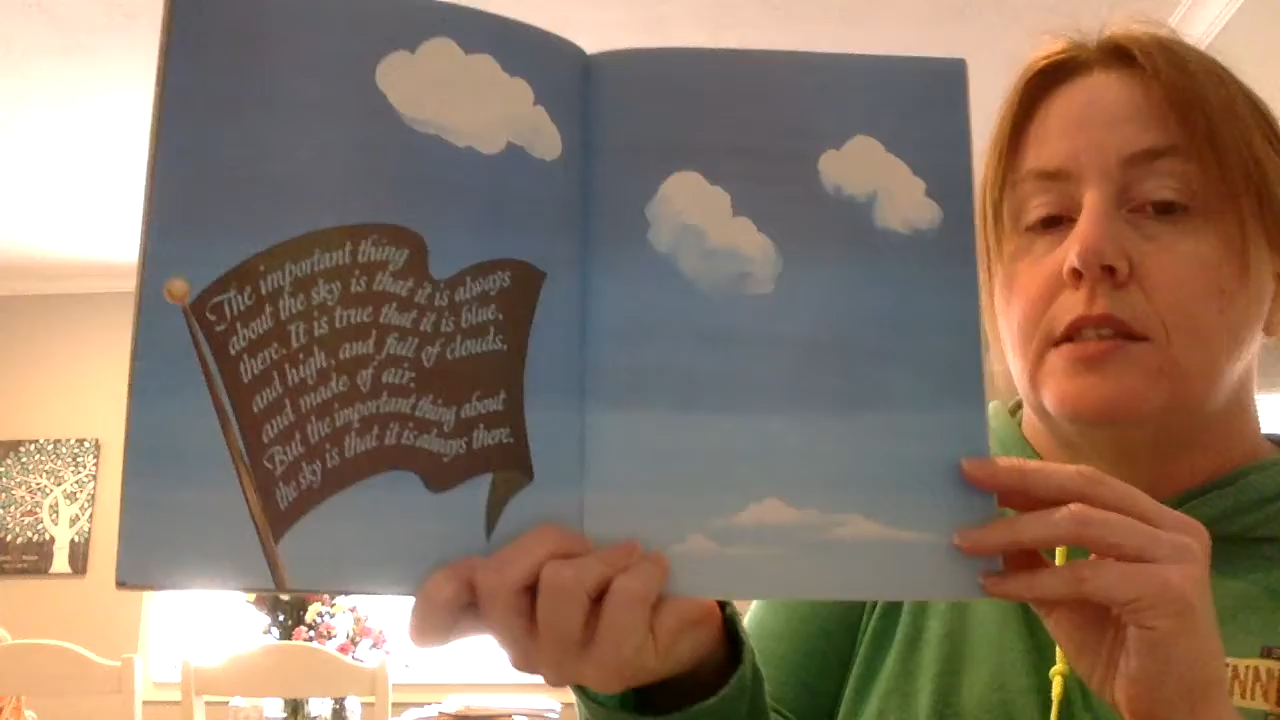 The important thing
about the sky is that it is always
there. It is true that it is blue,
and high, and full of clouds,
and made of air.
But the important thing about
the sky is that it is always there.